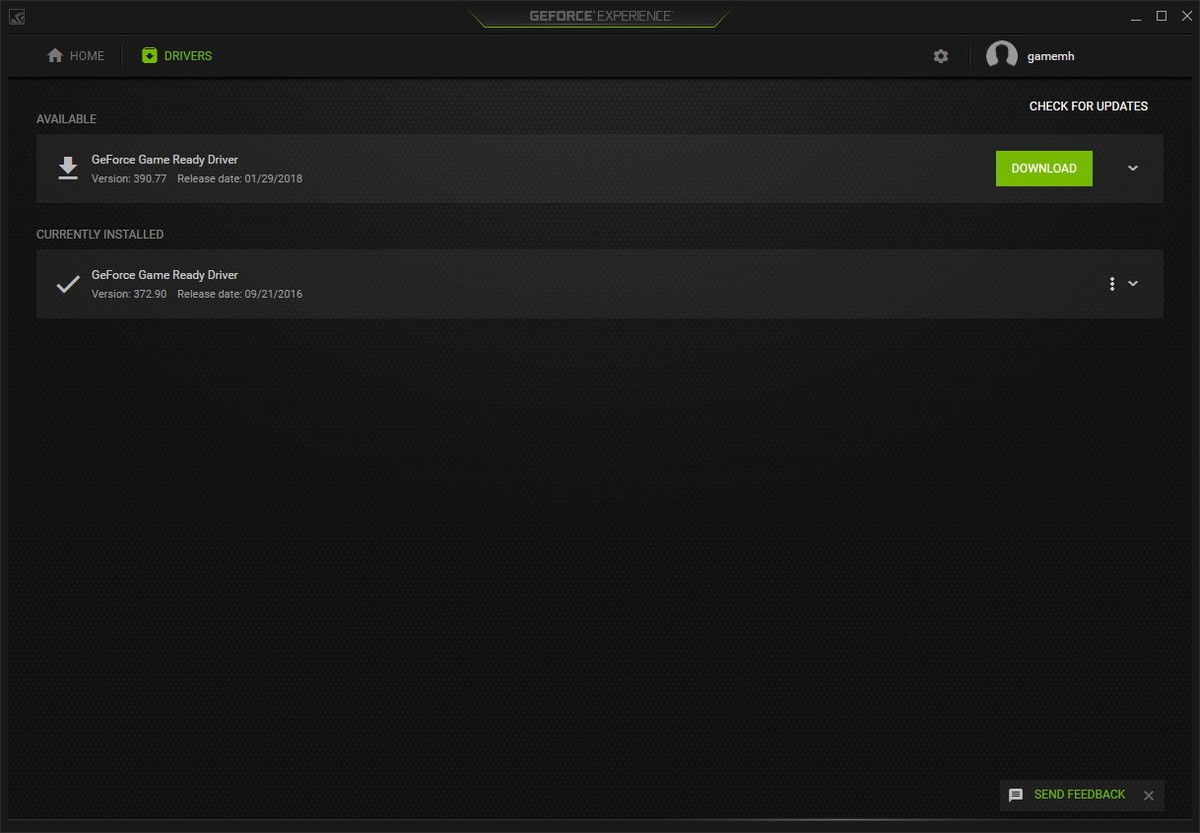 GEFORCE® EXPERIENCE™
HOME
DRIVERS
gamemh
CHECK FOR UPDATES
AVAILABLE
GeForce Game Ready Driver
Version: 390.77 Release date: 01/29/2018
DOWNLOAD
CURRENTLY INSTALLED
GeForce Game Ready Driver
Version: 372.90 Release date: 09/21/2016
SEND FEEDBACK